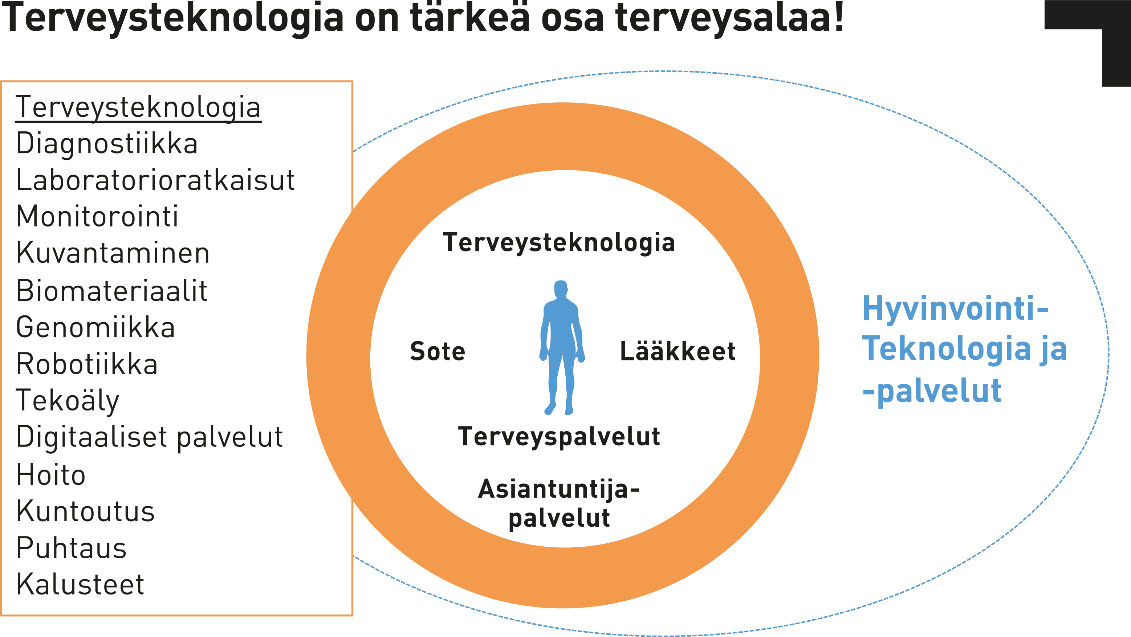 Terveysteknologia on tärkeä osa terveysalaa!
Terveysteknologia
Diagnostiikka
Laboratorioratkaisut
Monitorointi
Kuvantaminen
Biomateriaalit
Genomiikka
Robotiikka
Tekoäly
Digitaaliset palvelut
Hoito
Kuntoutus
Puhtaus
Kalusteet
Terveysteknologia
Sote
Lääkkeet
Terveyspalvelut
Asiantuntija-
palvelut
Hyvinvointi-
Teknologia ja
-palvelut